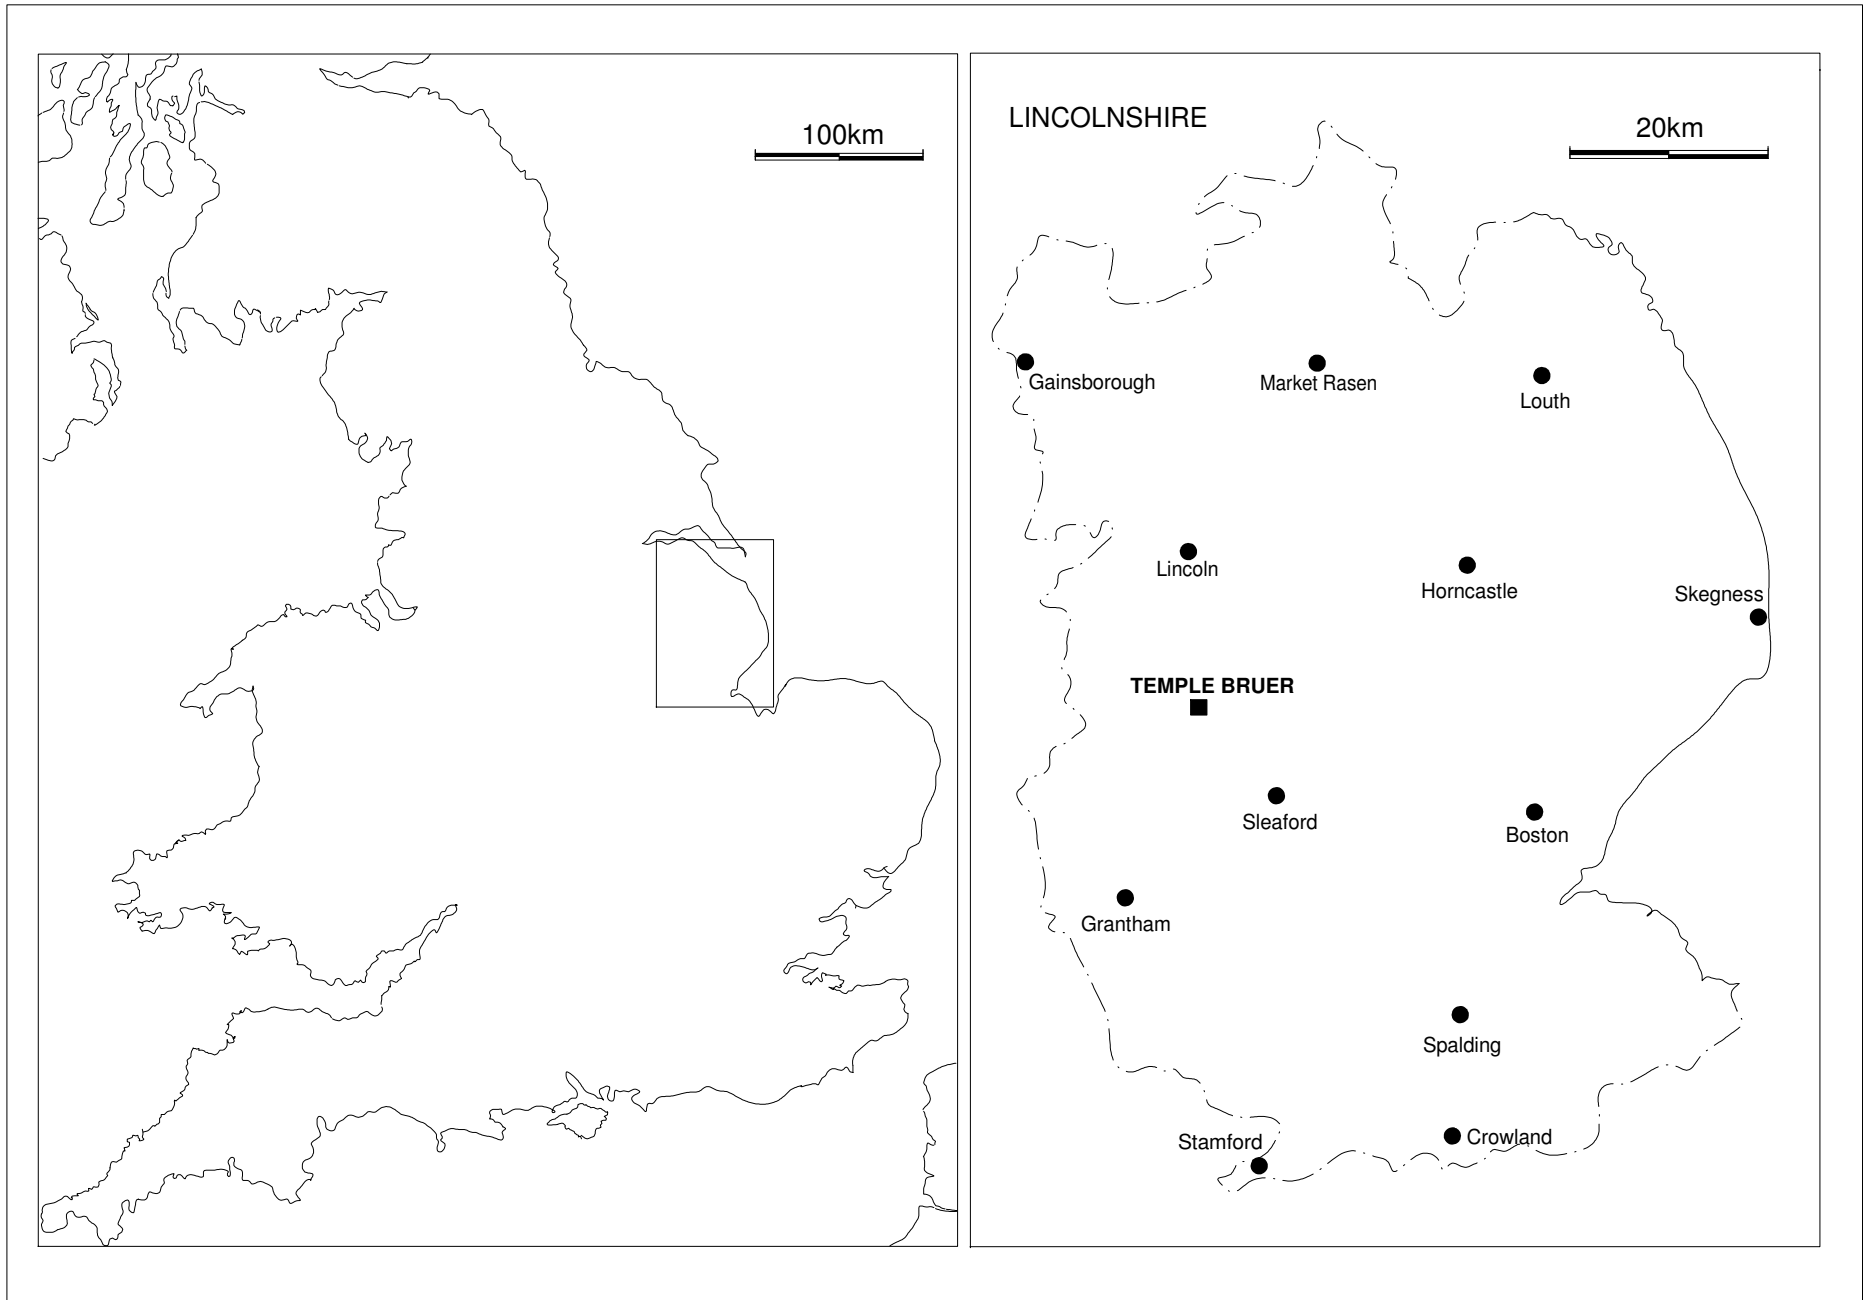 100km
LINCOLNSHIRE
20km
Gainsborough
Market Rasen
Louth
Lincoln
Horncastle
Skegness
TEMPLE BRUER
Sleaford
Boston
Grantham
Spalding
Stamford
Crowland